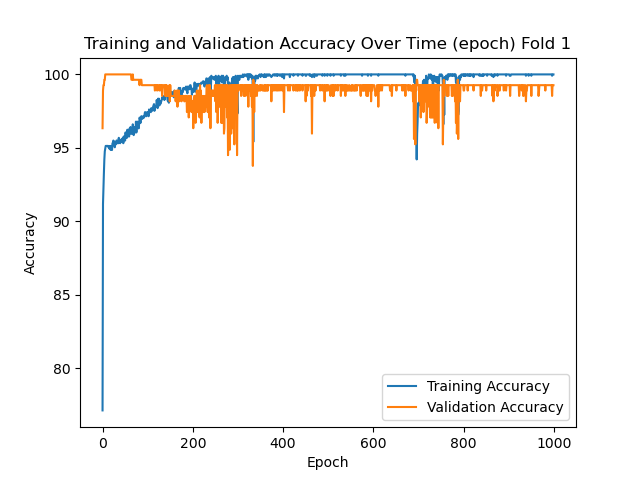 Training and Validation Accuracy Over Time (epoch) Fold 1
100
95
90
85
80
Accuracy
0
200
400
600
800
1000
Epoch
Training Accuracy
Validation Accuracy